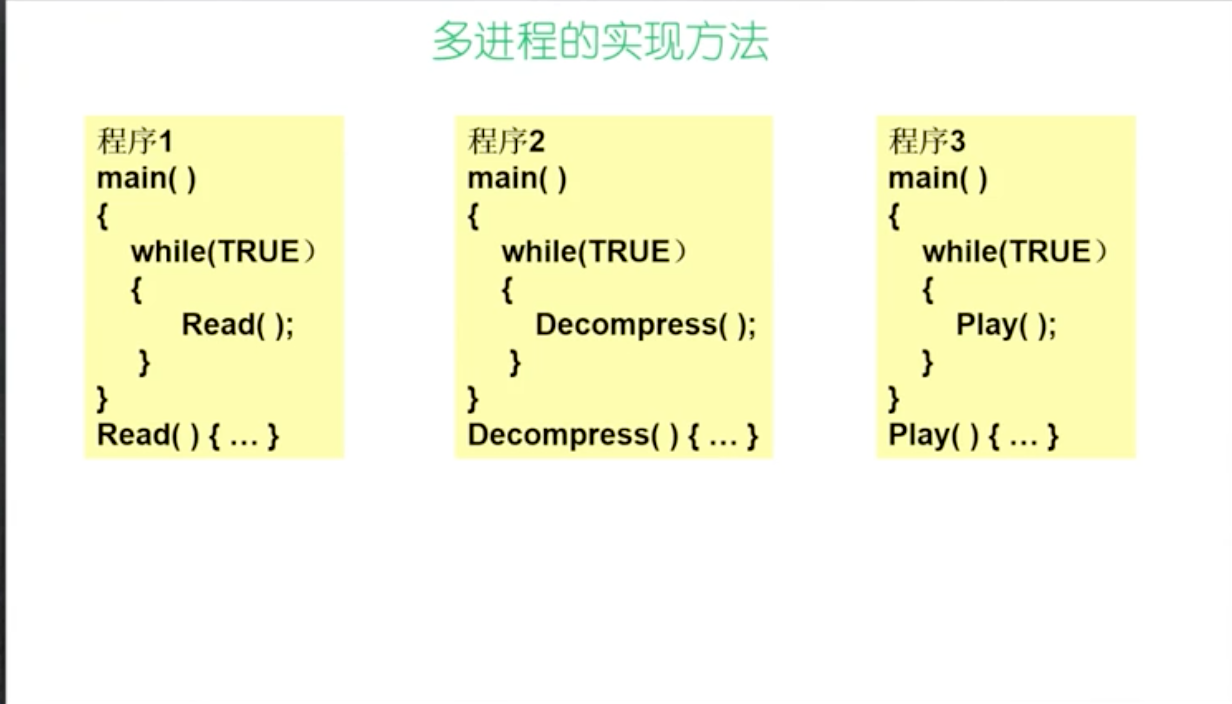 多进程的实现方法
程序1
main( )
{
while(TRUE）
{
Read( );
}
}
Read( ) { … }
程序2
main( )
{
while(TRUE）
{
Decompress( );
}
}
Decompress( ) { … }
程序3
main( )
{
while(TRUE）
{
Play( );
}
}
Play( ) { … }